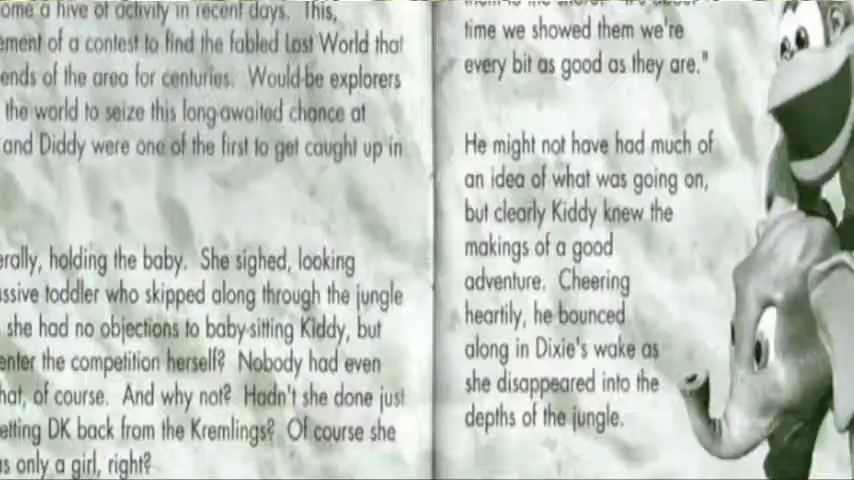 ome a hive of activity in recent days. This,
ement of a contest to find the fabled Lost World that
ends of the area for centuries. Would-be explorers
the world to seize this long-awaited chance at
and Diddy were one of the first to get caught up in
erally, holding the baby. She sighed, looking
ssive toddler who skipped along through the jungle
she had no objections to baby-sitting Kiddy, but
enter the competition herself? Nobody had even
hat, of course. And why not? Hadn't she done just
etting DK back from the Kremlings? Of course she
s only a girl, right?
time we showed them we're
every bit as good as they are."
He might not have had much of
an idea of what was going on,
but clearly Kiddy knew the
makings of a good
adventure. Cheering
heartily, he bounced
along in Dixie's wake as
she disappeared into the
depths of the jungle.